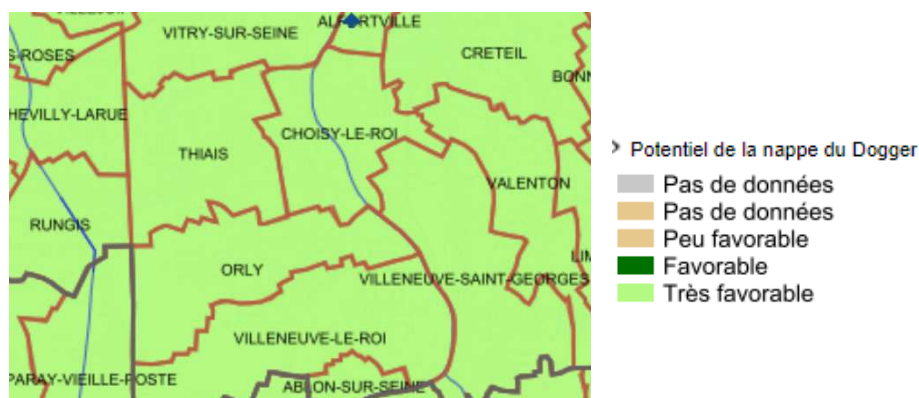 ALFORTVILLE
VITRY-SUR-SEINE
CRETEIL
S-ROSES
BONN
HEVILLY-LARUE
CHOISY-LE-ROI
THIAIS
VALENTON
RUNGIS
LIM
ORLY
VILLENEUVE-SAINT-GEORGES
VILLENEUVE-LE-ROI
PARAY-VIEILLE-POSTE
ABLON-SUR-SEINE
Potentiel de la nappe du Dogger
Pas de données
Pas de données
Peu favorable
Favorable
Très favorable